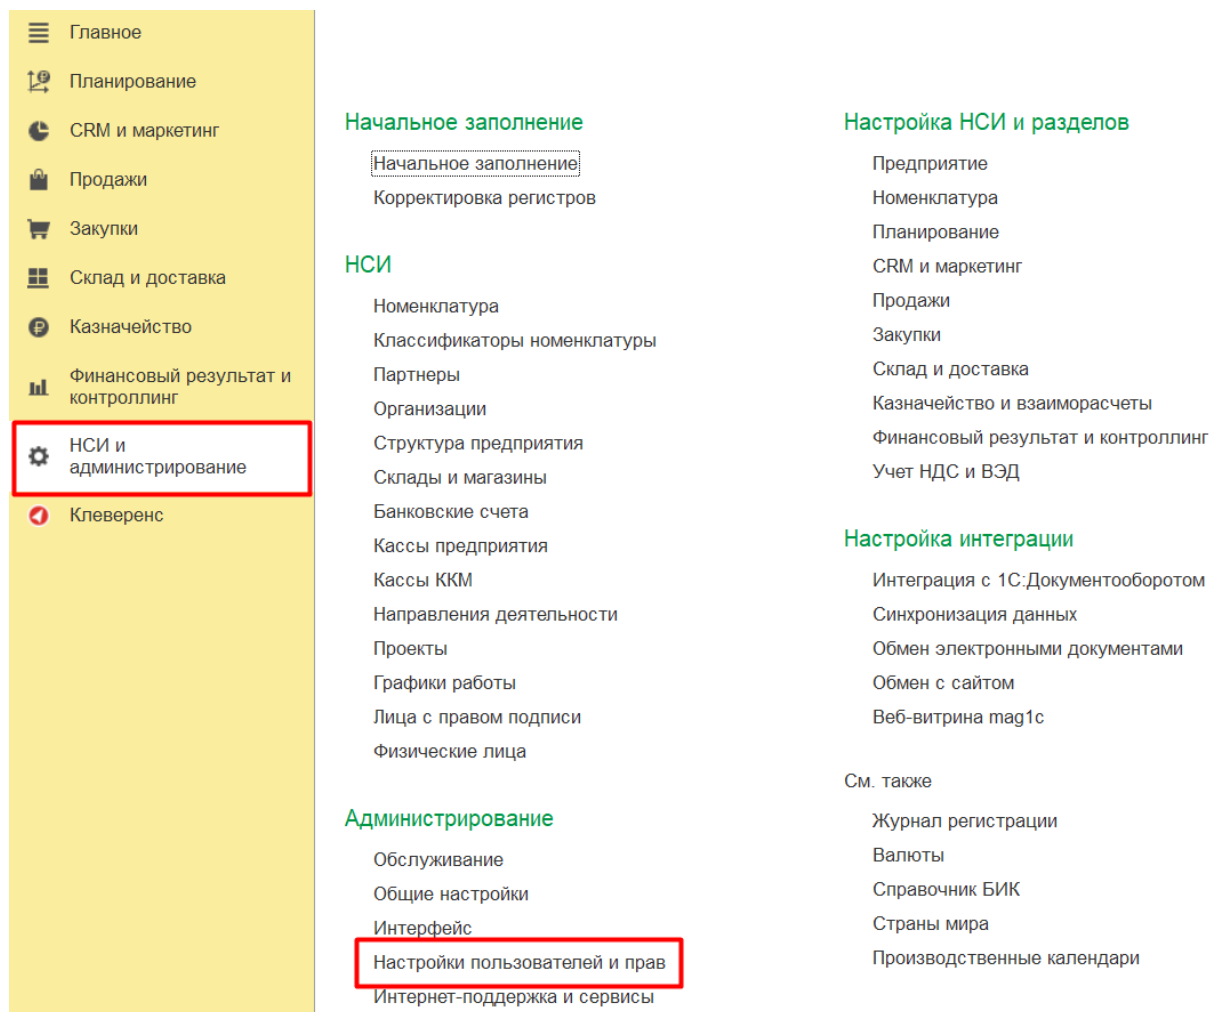 Главное
Планирование
CRM и маркетинг
Продажи
Закупки
Склад и доставка
Казначейство
Финансовый результат и
контроллинг
НСИ и
администрирование
Клеверенс
Начальное заполнение
Начальное заполнение
Корректировка регистров
НСИ
Номенклатура
Классификаторы номенклатуры
Партнеры
Организации
Структура предприятия
Склады и магазины
Банковские счета
Кассы предприятия
Кассы ККМ
Направления деятельности
Проекты
Графики работы
Лица с правом подписи
Физические лица
Администрирование
Обслуживание
Общие настройки
Интерфейс
Настройки пользователей и прав
Интернет-поддержка и сервисы
Настройка НСИ и разделов
Предприятие
Номенклатура
Планирование
CRM и маркетинг
Продажи
Закупки
Склад и доставка
Казначейство и взаиморасчеты
Финансовый результат и контроллинг
Учет НДС и ВЭД
Настройка интеграции
Интеграция с 1С:Документооборотом
Синхронизация данных
Обмен электронными документами
Обмен с сайтом
Веб-витрина mag1c
См. также
Журнал регистрации
Валюты
Справочник БИК
Страны мира
Производственные календари